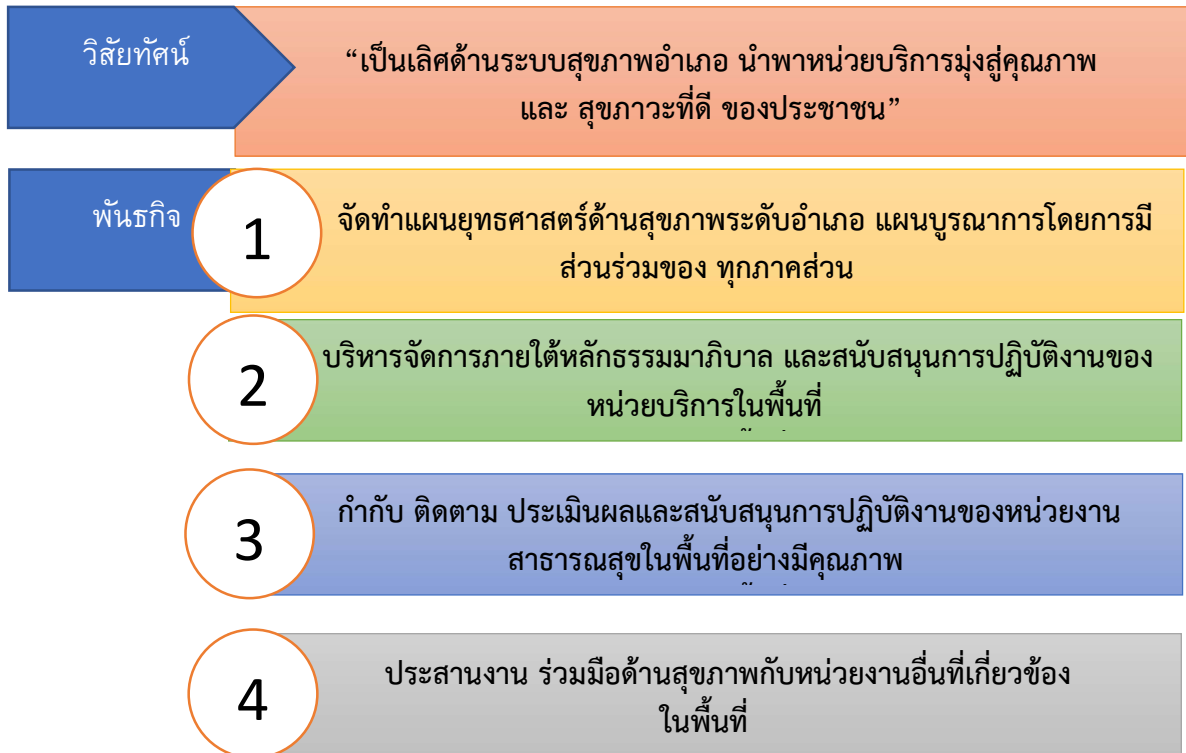 วิสัยทัศน์
“เป็นเลิศด้านระบบสุขภาพอำเภอ นำพาหน่วยบริการมุ่งสู่คุณภาพ
และ สุขภาวะที่ดี ของประชาชน”
พันธกิจ
1
จัดทำแผนยุทธศาสตร์ด้านสุขภาพระดับอำเภอ แผนบูรณาการโดยการมี
ส่วนร่วมของ ทุกภาคส่วน
2
บริหารจัดการภายใต้หลักธรรมมาภิบาล และสนับสนุนการปฏิบัติงานของ
หน่วยบริการในพื้นที่
3
กำกับ ติดตาม ประเมินผลและสนับสนุนการปฏิบัติงานของหน่วยงาน
สาธารณสุขในพื้นที่อย่างมีคุณภาพ
4
ประสานงาน ร่วมมือด้านสุขภาพกับหน่วยงานอื่นที่เกี่ยวข้อง
ในพื้นที่